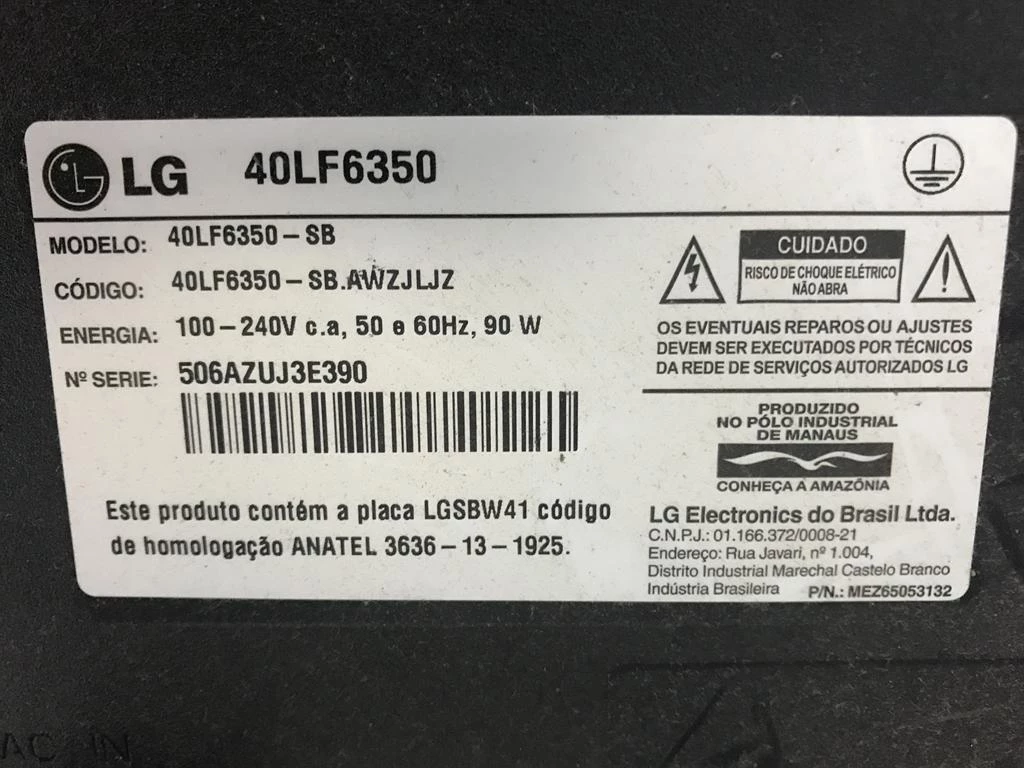 LG 40LF6350
MODELO: 40LF6350-SB
CÓDIGO: 40LF6350-SB.AWZJLJZ
ENERGIA: 100-240V c.a, 50 e 60Hz, 90 W
Nº SERIE: 506AZUJ3E390
Este produto contém a placa LGSBW41 código
de homologação ANATEL 3636-13-1925.
CUIDADO
RISCO DE CHOQUE ELÉTRICO
NÃO ABRA
OS EVENTUAIS REPAROS OU AJUSTES
DEVEM SER EXECUTADOS POR TÉCNICOS
DA REDE DE SERVIÇOS AUTORIZADOS LG
PRODUZIDO
NO PÓLO INDUSTRIAL
DE MANAUS
CONHEÇA A AMAZÔNIA
LG Electronics do Brasil Ltda.
C.N.P.J.: 01.166.372/0008-21
Endereço: Rua Javari, nº 1.004,
Distrito Industrial Marechal Castelo Branco
Indústria Brasileira P/N.: MEZ65053132
AC IN